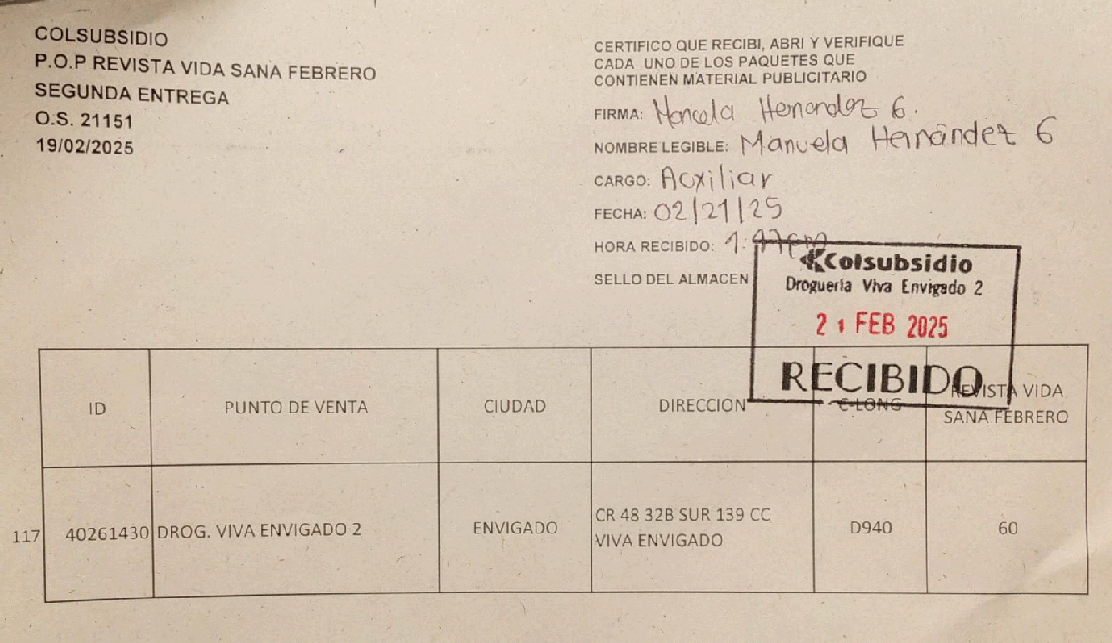 COLSUBSIDIO
P.O.P REVISTA VIDA SANA FEBRERO
SEGUNDA ENTREGA
O.S. 21151
19/02/2025
CERTIFICO QUE RECIBI, ABRI Y VERIFIQUE
CADA UNO DE LOS PAQUETES QUE
CONTIENEN MATERIAL PUBLICITARIO
FIRMA: Hernandez G.
NOMBRE LEGIBLE: Manuela Hernández G
CARGO: Auxiliar
FECHA: 02/21/25
HORA RECIBIDO:
SELLO DEL ALMACEN
Colsubsidio
Drogueria Viva Envigado 2
21 FEB 2025
RECIBIDO
ID PUNTO DE VENTA CIUDAD DIRECCION C-LONG REVISTA VIDA
SANA FEBRERO
117 40261430 DROG. VIVA ENVIGADO 2 ENVIGADO CR 48 32B SUR 139 CC
VIVA ENVIGADO D940 60